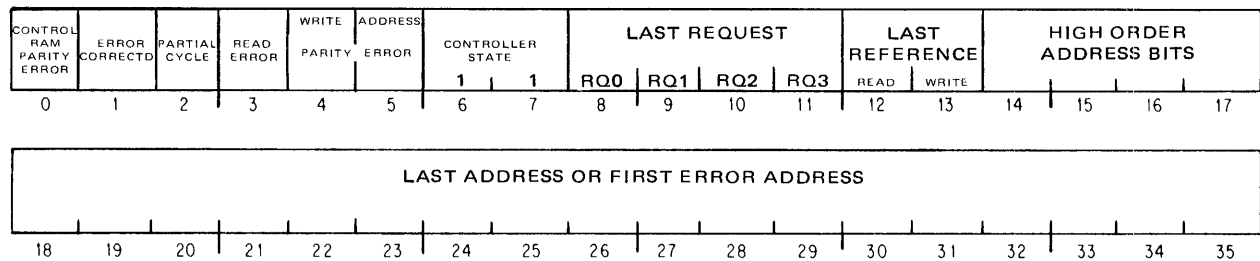 CONTROL RAM PARITY ERROR
ERROR CORRECTD
PARTIAL CYCLE
READ ERROR
WRITE ADDRESS
PARITY ERROR
CONTROLLER STATE
1 1
LAST REQUEST
RQ0 RQ1 RQ2 RQ3
LAST REFERENCE
READ WRITE
HIGH ORDER ADDRESS BITS
0 1 2 3 4 5 6 7 8 9 10 11 12 13 14 15 16 17
LAST ADDRESS OR FIRST ERROR ADDRESS
18 19 20 21 22 23 24 25 26 27 28 29 30 31 32 33 34 35